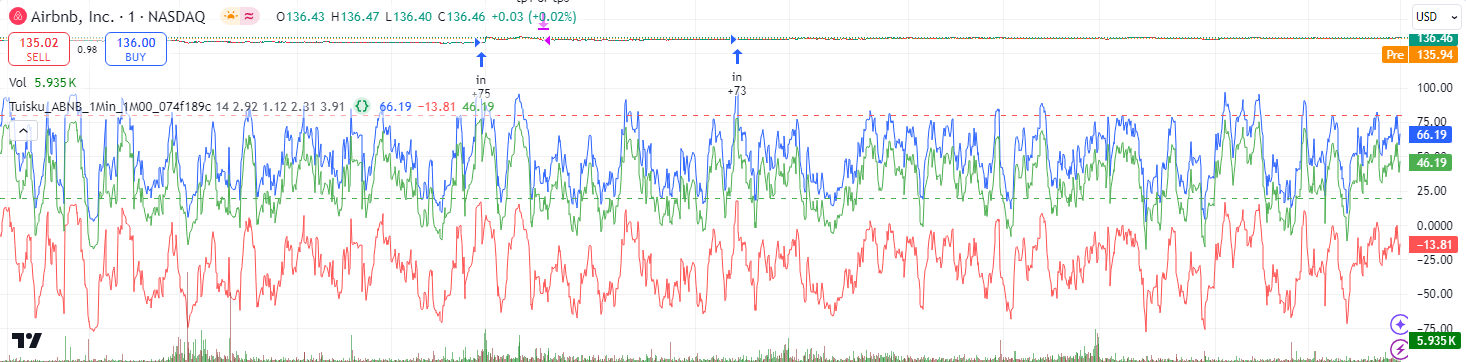 Airbnb, Inc. · 1 · NASDAQ O136.43 H136.47 L136.40 C136.46 +0.03 (+0.02%)
USD
135.02 SELL
0.98
136.00 BUY
136.46
Pre 135.94
Vol 5.935K
in
+75
in
+73
Tuisku_ABNB_1Min_1M00_074f189c 14 2.92 1.12 2.31 3.91 66.19 −13.81 46.19
100.00
75.00
66.19
46.19
25.00
0.0000
−13.81
−25.00
−50.00
−75.00
5.935K